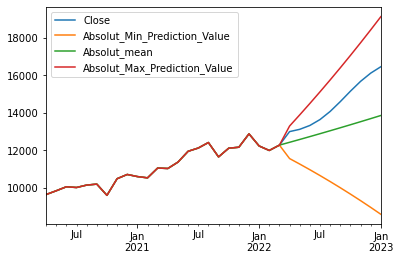 Close
Absolut_Min_Prediction_Value
Absolut_mean
Absolut_Max_Prediction_Value
18000
16000
14000
12000
10000
Jul
Jan
2021
Jul
Jan
2022
Jul
Jan
2023